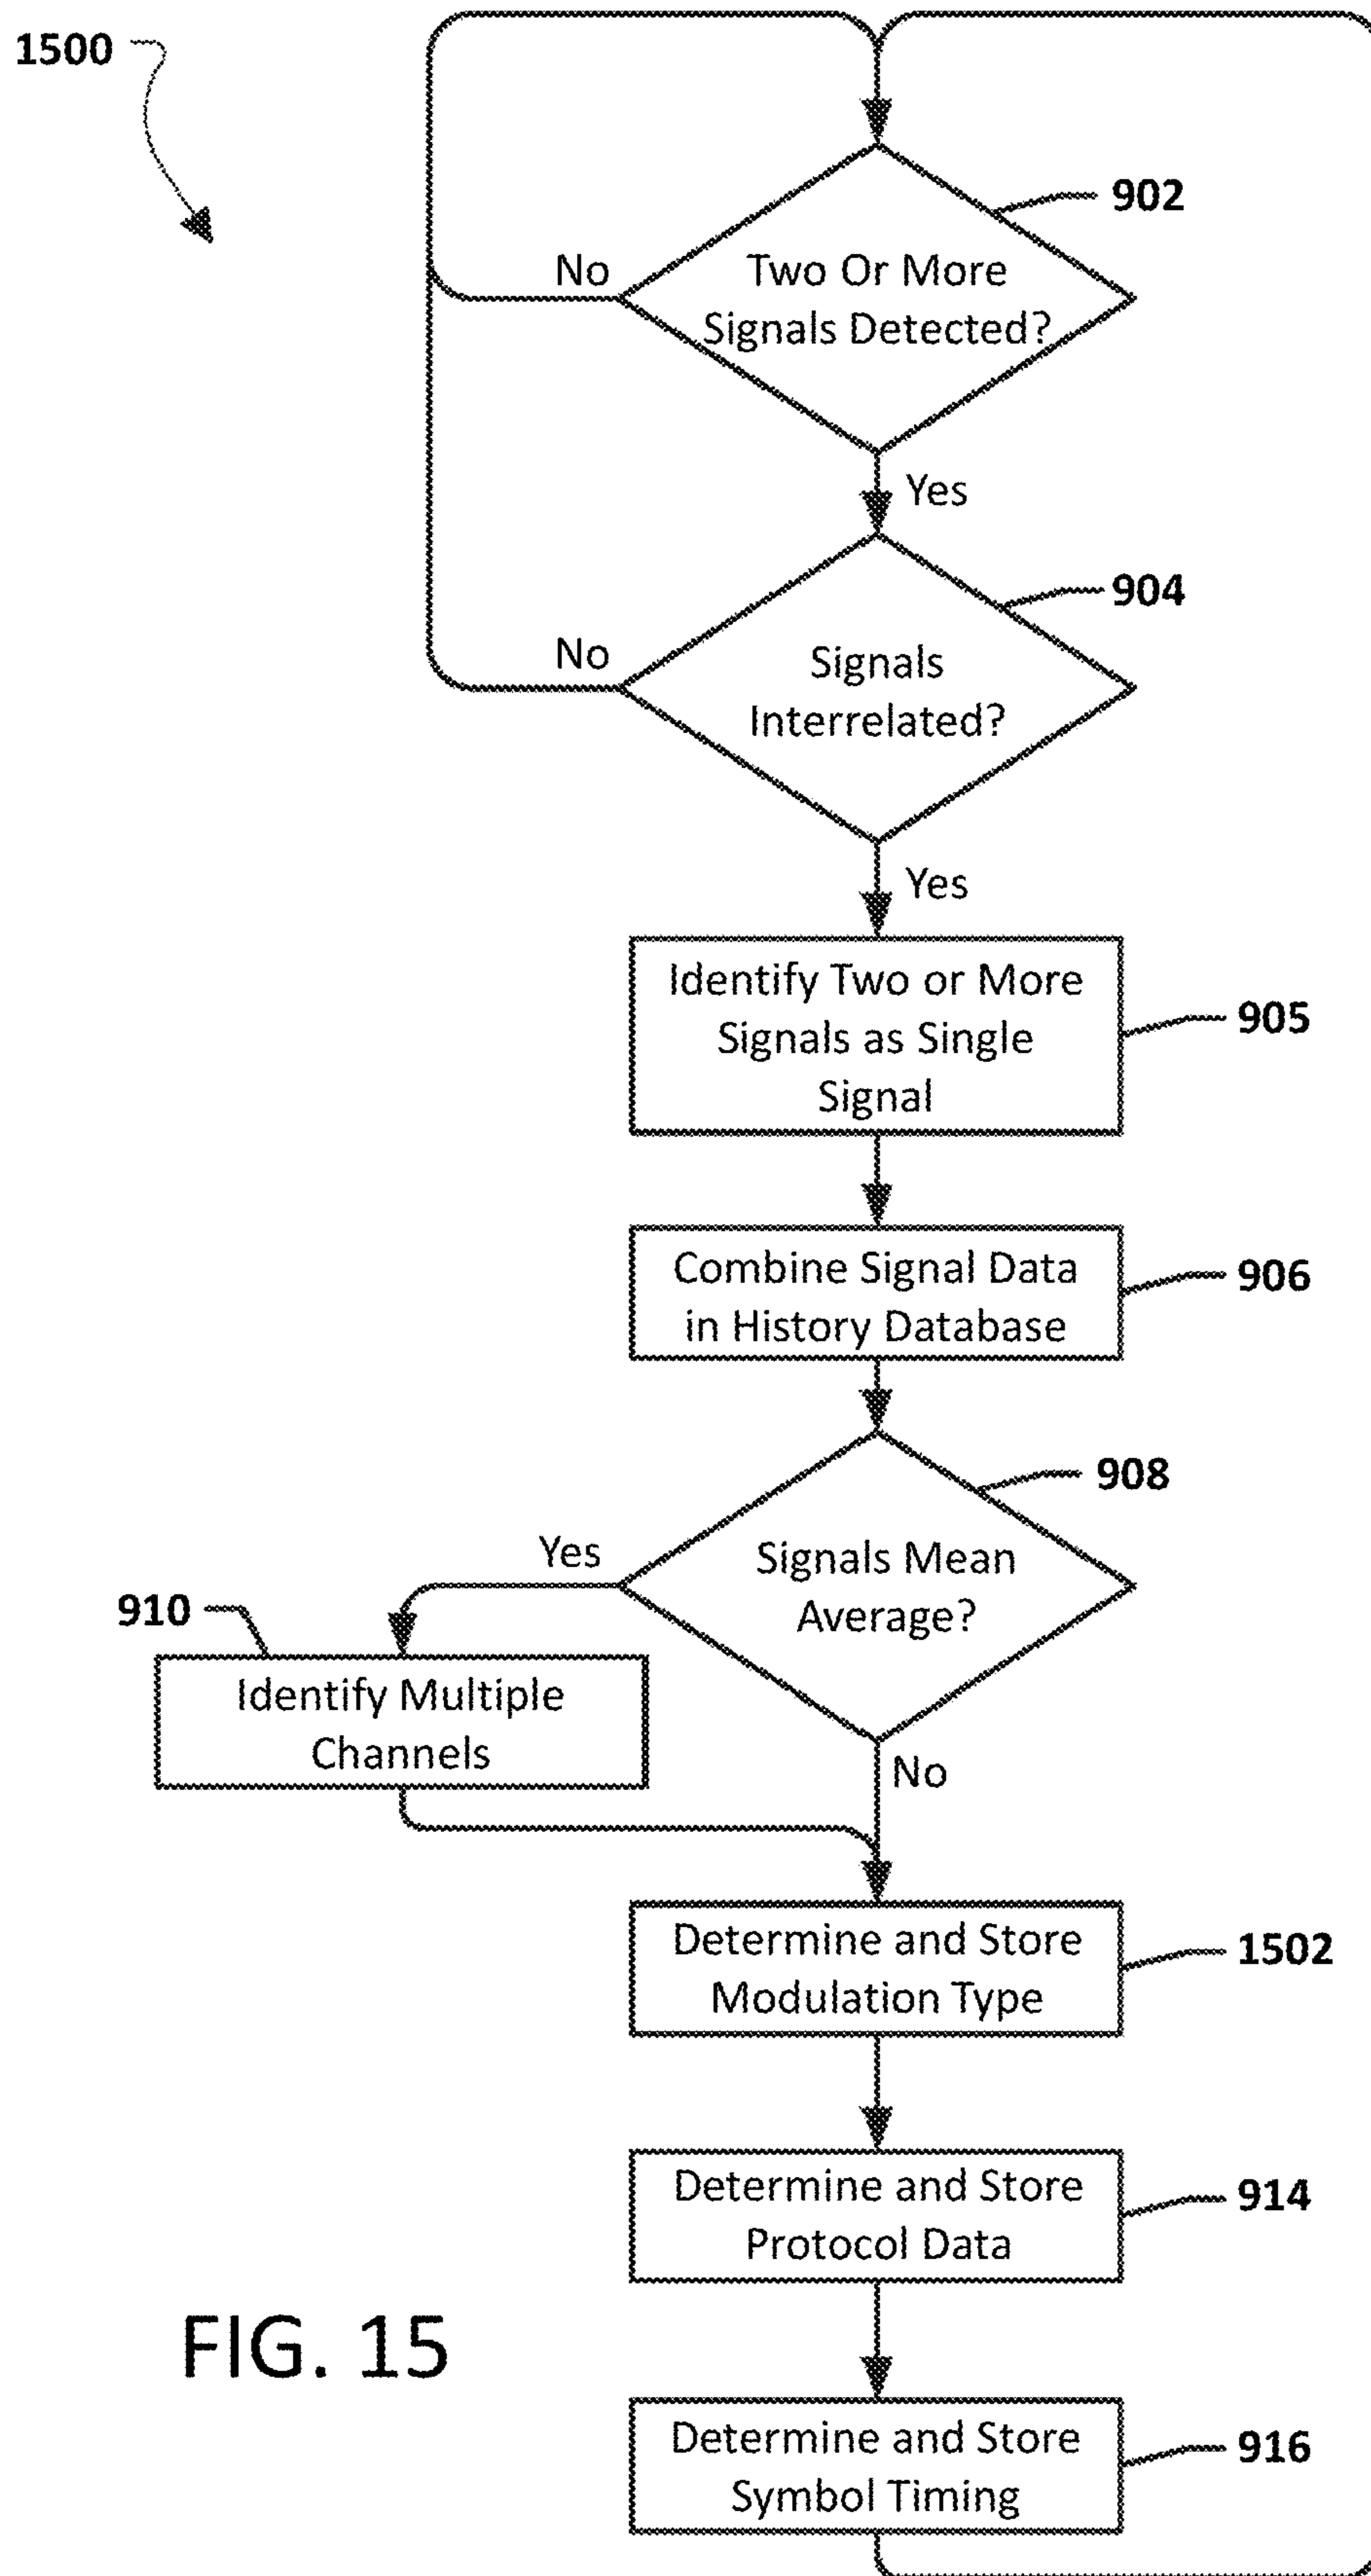 1500
902
No
Two Or More
Signals Detected?
Yes
904
No
Signals
Interrelated?
Yes
Identify Two or More
Signals as Single
Signal
905
Combine Signal Data
in History Database
906
908
Yes
Signals Mean
Average?
910
Identify Multiple
Channels
No
Determine and Store
Modulation Type
1502
Determine and Store
Protocol Data
914
FIG. 15
Determine and Store
Symbol Timing
916